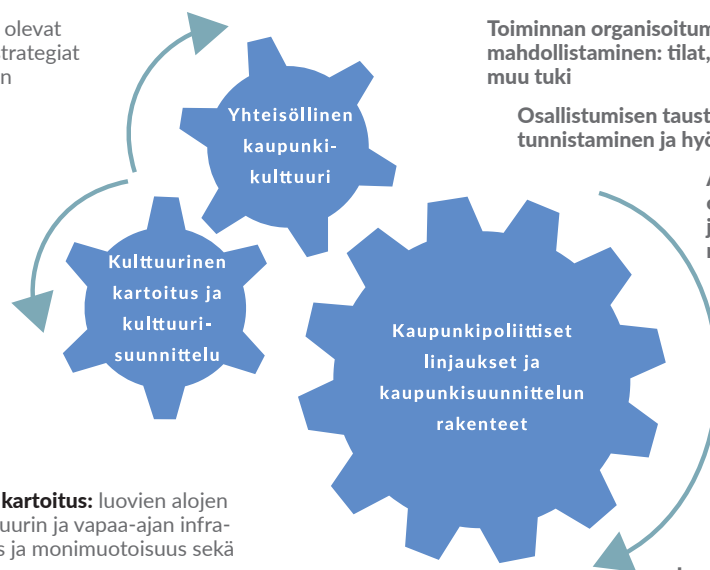 olevat
trategiat
n
Toiminnan organisoitum
mahdollistaminen: tilat,
muu tuki
Osallistumisen taust
tunnistaminen ja hyö
Yhteisöllinen
kaupunki-
kulttuuri
Kulttuurinen
kartoitus ja
kulttuuri-
suunnittelu
Kaupunkipoliittiset
linjaukset ja
kaupunkisuunnittelun
rakenteet
kartoitus: luovien alojen
uurin ja vapaa-ajan infra-
s ja monimuotoisuus sekä